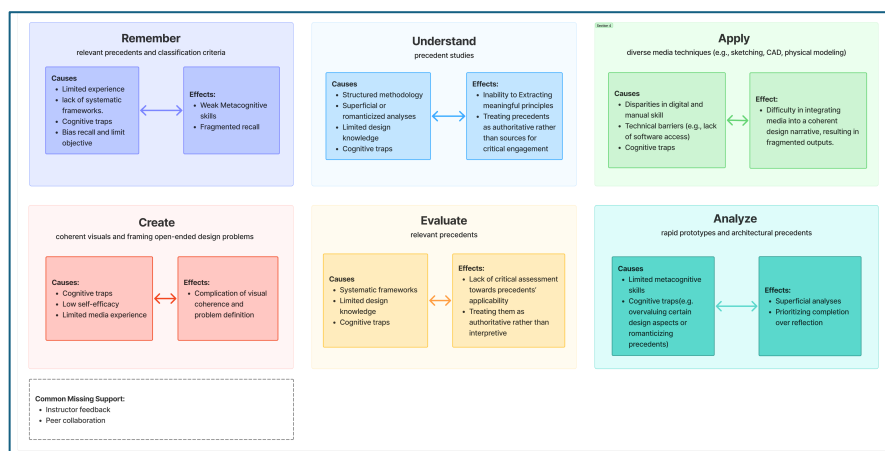 Remember
relevant precedents and classification criteria
Causes
• Limited experience
• lack of systematic
frameworks.
• Cognitive traps
• Bias recall and limit
objective
Effects:
• Weak Metacognitive
skills
• Fragmented recall
Understand
precedent studies
Causes
• Structured methodology
• Superficial or
romanticized analyses
• Limited design
knowledge
• Cognitive traps
Effects:
• Inability to Extracting
meaningful principles
• Treating precedents
as authoritative rather
than sources for
critical engagement
Apply
diverse media techniques (e.g., sketching, CAD, physical modeling)
Causes
• Disparities in digital and
manual skill
• Technical barriers (e.g., lack
of software access)
• Cognitive traps
Effect:
• Difficulty in integrating
media into a coherent
design narrative, resulting in
fragmented outputs.
Create
coherent visuals and framing open-ended design problems
Causes:
• Cognitive traps
• Low self-efficacy
• Limited media experience
Effects:
• Complication of visual
coherence and
problem definition
Evaluate
relevant precedents
Causes
• Systematic frameworks
• Limited design
knowledge
• Cognitive traps
Effects:
• Lack of critical assessment
towards precedents'
applicability
• Treating them as
authoritative rather than
interpretive
Analyze
rapid prototypes and architectural precedents
Causes
• Limited metacognitive
skills
• Cognitive traps(e.g.
overvaluing certain
design aspects or
romanticizing
precedents)
Effects:
• Superficial analyses
• Prioritizing completion
over reflection
Common Missing Support:
• Instructor feedback
• Peer collaboration